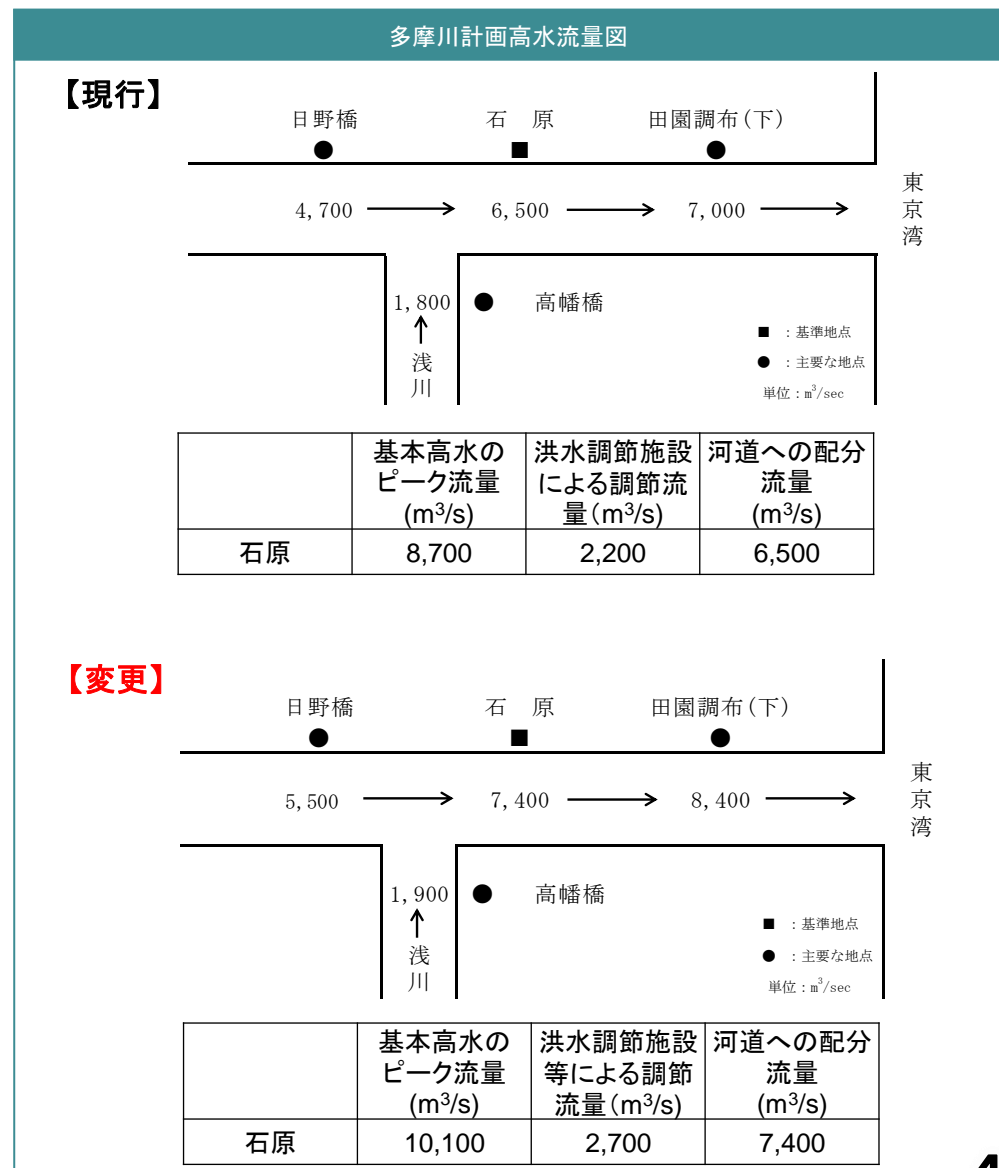 多摩川計画高水流量図
【現行】
日野橋 石 原 田園調布(下)
● ■ ●
4,700 → 6,500 → 7,000 →
東京湾
1,800 ● 高幡橋
↑
浅川
■ :基準地点
● :主要な地点
単位:m³/sec
基本高水の
ピーク流量
(m³/s)
洪水調節施設
による調節流
量(m³/s)
河道への配分
流量
(m³/s)
石原 8,700 2,200 6,500
【変更】
日野橋 石 原 田園調布(下)
● ■ ●
5,500 → 7,400 → 8,400 →
東京湾
1,900 ● 高幡橋
↑
浅川
■ :基準地点
● :主要な地点
単位:m³/sec
基本高水の
ピーク流量
(m³/s)
洪水調節施設
等による調節
流量(m³/s)
河道への配分
流量
(m³/s)
石原 10,100 2,700 7,400